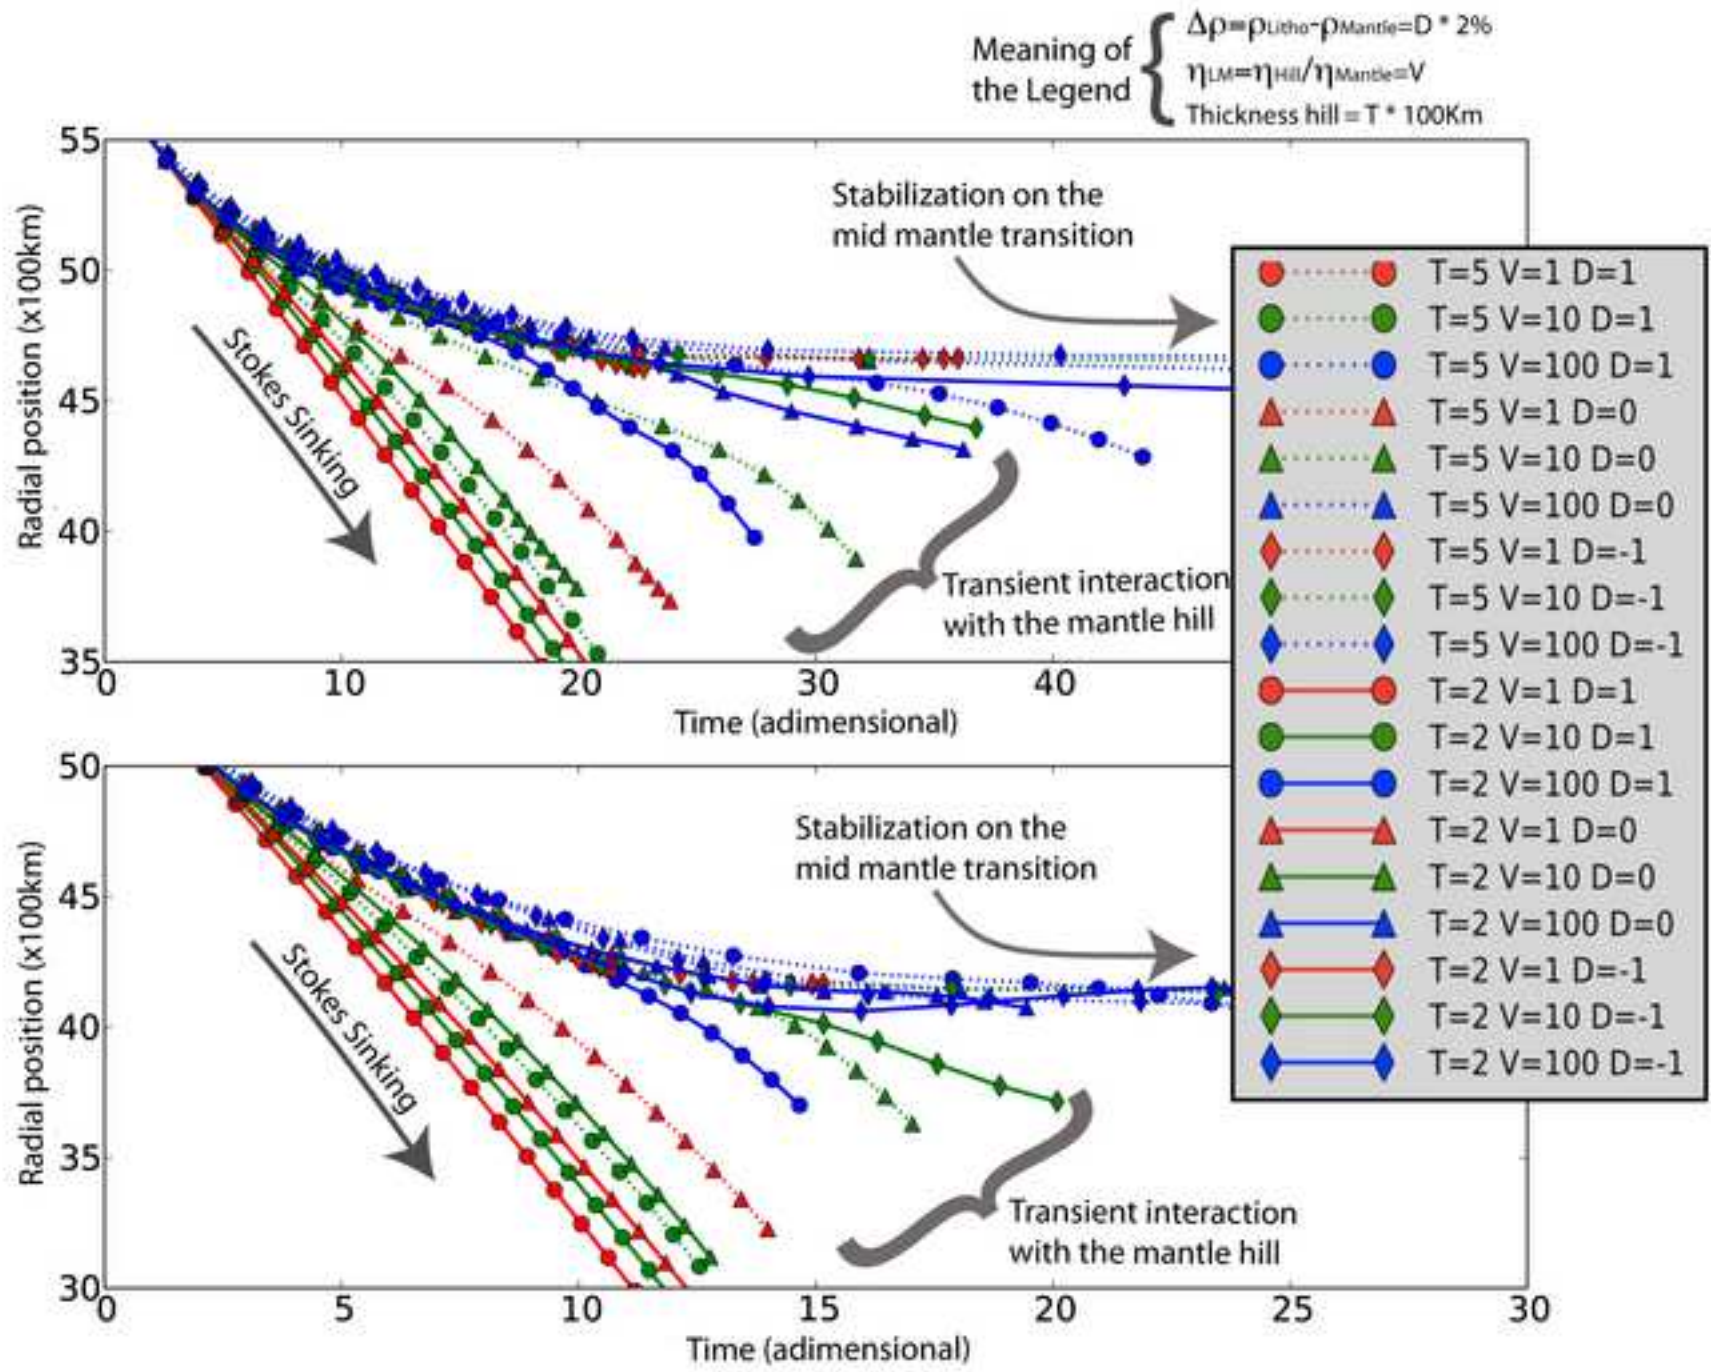 Meaning of
the Legend
Δρ=ρLitho-ρMantle=D * 2%
ηLM=ηHill/ηMantle=V
Thickness hill = T * 100Km
55
50
45
40
35
Radial position (x100km)
Stokes Sinking
Stabilization on the
mid mantle transition
Transient interaction
with the mantle hill
0 10 20 30 40
Time (adimensional)
T=5 V=1 D=1
T=5 V=10 D=1
T=5 V=100 D=1
T=5 V=1 D=0
T=5 V=10 D=0
T=5 V=100 D=0
T=5 V=1 D=-1
T=5 V=10 D=-1
T=5 V=100 D=-1
T=2 V=1 D=1
T=2 V=10 D=1
T=2 V=100 D=1
T=2 V=1 D=0
T=2 V=10 D=0
T=2 V=100 D=0
T=2 V=1 D=-1
T=2 V=10 D=-1
T=2 V=100 D=-1
50
45
40
35
30
Radial position (x100km)
Stokes Sinking
Stabilization on the
mid mantle transition
Transient interaction
with the mantle hill
0 5 10 15 20 25 30
Time (adimensional)